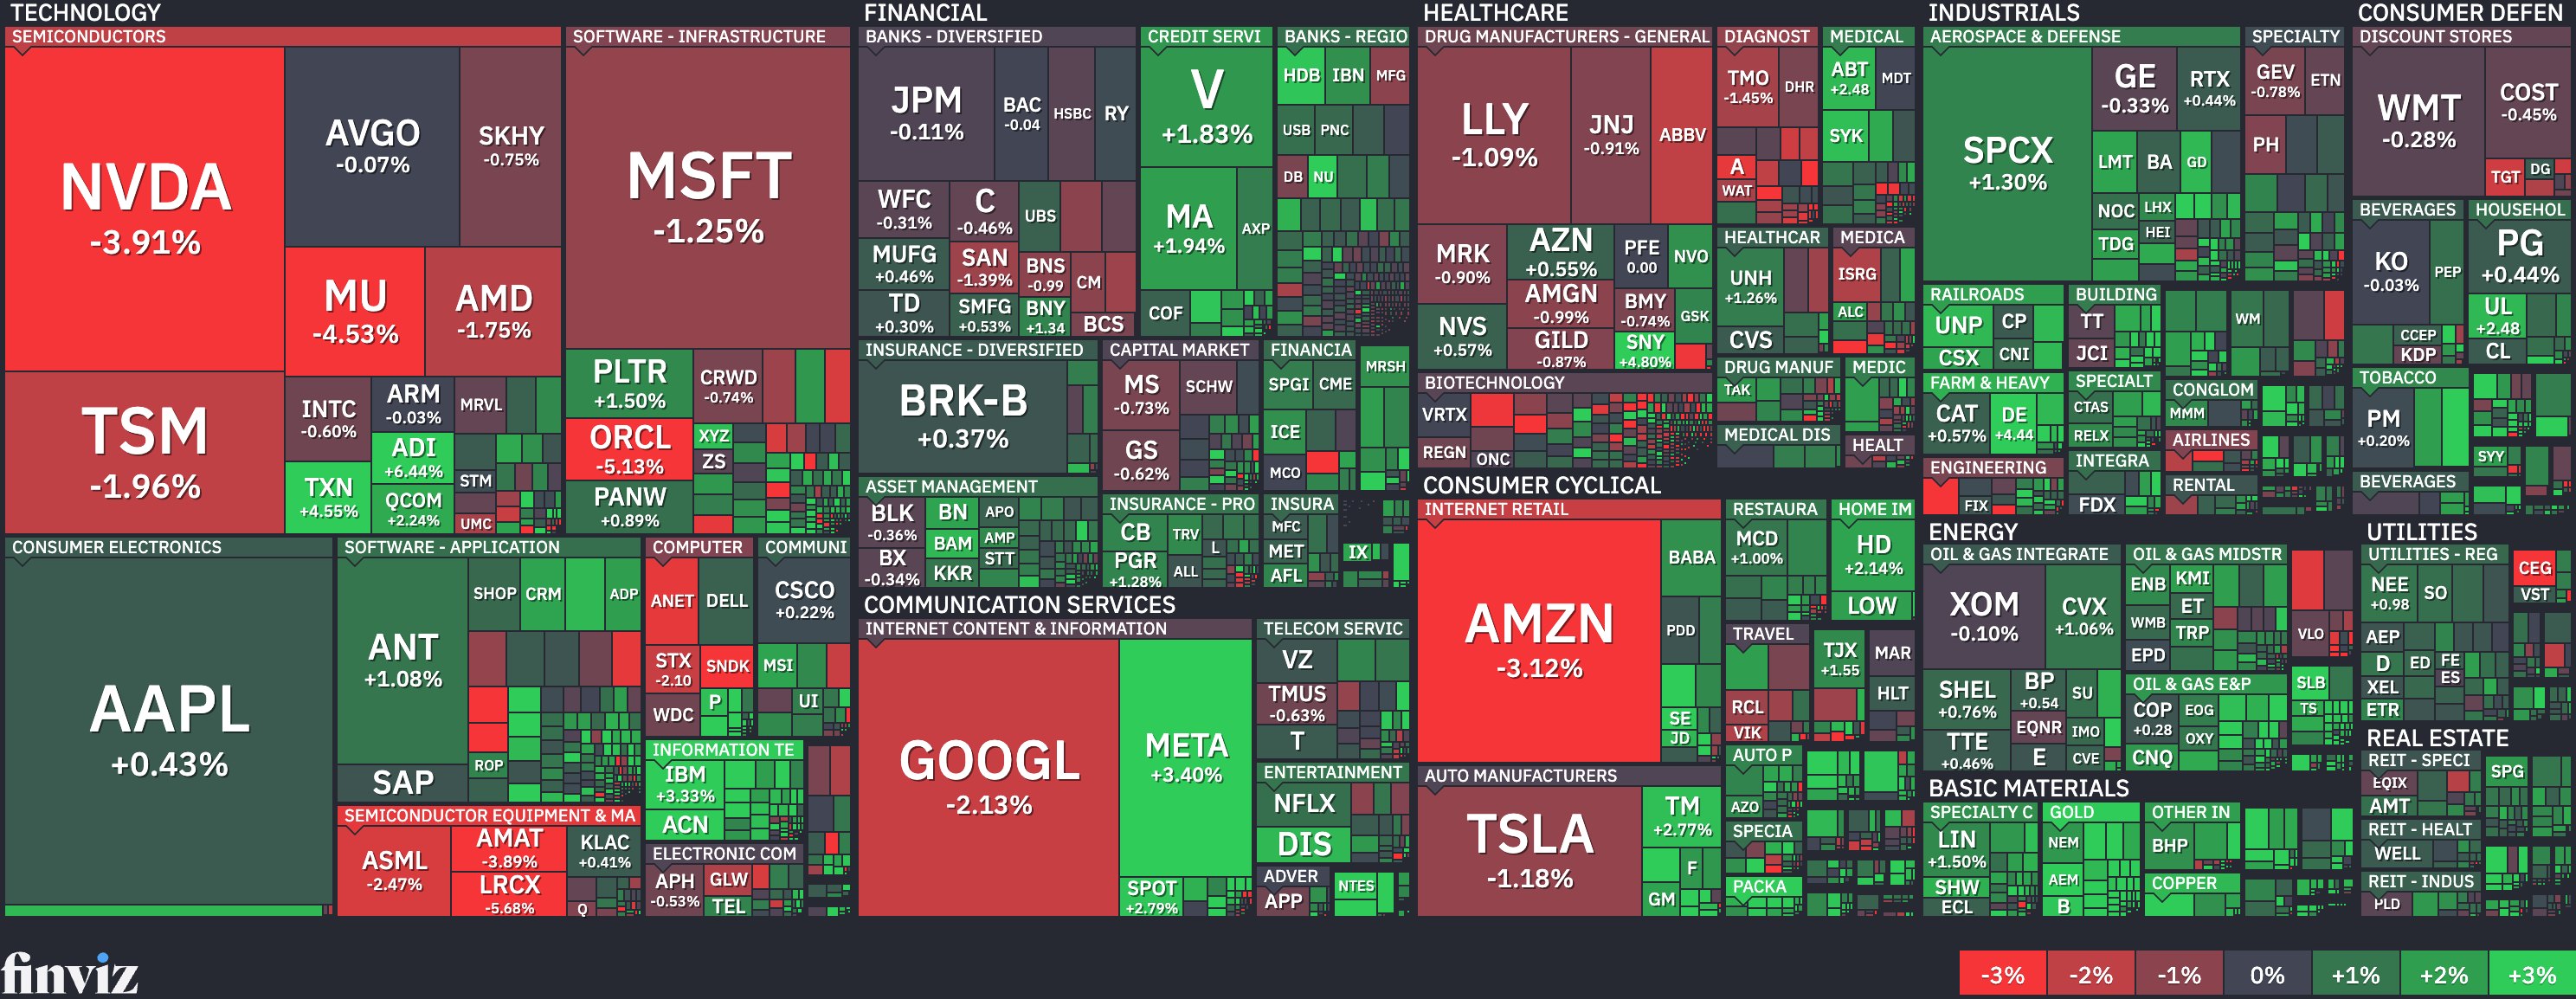 TECHNOLOGY
SEMICONDUCTORS
NVDA
-3.91%
AVGO
-0.07%
SKHY
-0.75%
MU
-4.53%
AMD
-1.75%
TSM
-1.96%
INTC
-0.60%
ARM
-0.03%
MRVL
ADI
+6.44%
TXN
+4.55%
QCOM
+2.24%
STM
UMC
SOFTWARE - INFRASTRUCTURE
MSFT
-1.25%
PLTR
+1.50%
CRWD
-0.74%
ORCL
-5.13%
XYZ
ZS
PANW
+0.89%
CONSUMER ELECTRONICS
AAPL
+0.43%
SOFTWARE - APPLICATION
ANT
+1.08%
SHOP
CRM
ADP
SAP
ROP
SEMICONDUCTOR EQUIPMENT & MA
ASML
-2.47%
AMAT
-3.89%
LRCX
-5.68%
KLAC
+0.41%
Q
COMPUTER
ANET
DELL
STX
-2.10
SNDK
WDC
P
COMMUNI
CSCO
+0.22%
MSI
UI
INFORMATION TE
IBM
+3.33%
ACN
ELECTRONIC COM
APH
-0.53%
GLW
TEL
FINANCIAL
BANKS - DIVERSIFIED
JPM
-0.11%
BAC
-0.04
HSBC
RY
WFC
-0.31%
C
-0.46%
UBS
MUFG
+0.46%
SAN
-1.39%
BNS
-0.99
CM
TD
+0.30%
SMFG
+0.53%
BNY
+1.34
BCS
CREDIT SERVI
V
+1.83%
MA
+1.94%
AXP
COF
BANKS - REGIO
HDB
IBN
MFG
USB
PNC
DB
NU
INSURANCE - DIVERSIFIED
BRK-B
+0.37%
CAPITAL MARKET
MS
-0.73%
SCHW
GS
-0.62%
FINANCIA
SPGI
CME
ICE
MCO
MRSH
ASSET MANAGEMENT
BLK
-0.36%
BN
APO
BAM
AMP
BX
-0.34%
KKR
STT
INSURANCE - PRO
CB
TRV
L
PGR
+1.28%
ALL
INSURA
MFC
MET
AFL
IX
COMMUNICATION SERVICES
INTERNET CONTENT & INFORMATION
GOOGL
-2.13%
META
+3.40%
SPOT
+2.79%
TELECOM SERVIC
VZ
TMUS
-0.63%
T
ENTERTAINMENT
NFLX
DIS
ADVER
APP
NTES
HEALTHCARE
DRUG MANUFACTURERS - GENERAL
LLY
-1.09%
JNJ
-0.91%
ABBV
MRK
-0.90%
AZN
+0.55%
PFE
0.00
NVO
AMGN
-0.99%
BMY
-0.74%
GSK
NVS
+0.57%
GILD
-0.87%
SNY
+4.80%
DIAGNOST
TMO
-1.45%
DHR
A
WAT
MEDICAL
ABT
+2.48
MDT
SYK
HEALTHCAR
UNH
+1.26%
CVS
MEDICA
ISRG
ALC
BIOTECHNOLOGY
VRTX
REGN
ONC
DRUG MANUF
TAK
MEDIC
MEDICAL DIS
HEALT
CONSUMER CYCLICAL
INTERNET RETAIL
AMZN
-3.12%
BABA
PDD
SE
JD
AUTO MANUFACTURERS
TSLA
-1.18%
TM
+2.77%
F
GM
RESTAURA
MCD
+1.00%
HOME IM
HD
+2.14%
LOW
TRAVEL
RCL
VIK
TJX
+1.55
MAR
HLT
AUTO P
AZO
SPECIA
PACKA
INDUSTRIALS
AEROSPACE & DEFENSE
SPCX
+1.30%
GE
-0.33%
RTX
+0.44%
LMT
BA
GD
NOC
LHX
HEI
TDG
SPECIALTY
GEV
-0.78%
ETN
PH
RAILROADS
UNP
CP
CSX
CNI
BUILDING
TT
JCI
WM
FARM & HEAVY
CAT
+0.57%
DE
+4.44
SPECIALT
CTAS
RELX
CONGLOM
MMM
AIRLINES
ENGINEERING
FIX
INTEGRA
FDX
RENTAL
ENERGY
OIL & GAS INTEGRATE
XOM
-0.10%
CVX
+1.06%
SHEL
+0.76%
BP
+0.54
SU
EQNR
IMO
TTE
+0.46%
E
CVE
OIL & GAS MIDSTR
ENB
KMI
ET
WMB
TRP
EPD
VLO
OIL & GAS E&P
COP
+0.28
EOG
OXY
CNQ
SLB
TS
BASIC MATERIALS
SPECIALTY C
LIN
+1.50%
SHW
ECL
GOLD
NEM
AEM
B
OTHER IN
BHP
COPPER
CONSUMER DEFEN
DISCOUNT STORES
WMT
-0.28%
COST
-0.45%
TGT
DG
BEVERAGES
KO
-0.03%
PEP
CCEP
KDP
HOUSEHOL
PG
+0.44%
UL
+2.48
CL
TOBACCO
PM
+0.20%
SYY
BEVERAGES
UTILITIES
UTILITIES - REG
NEE
+0.98
SO
AEP
D
ED
FE
ES
XEL
ETR
CEG
VST
REAL ESTATE
REIT - SPECI
EQIX
AMT
SPG
REIT - HEALT
WELL
REIT - INDUS
PLD
finviz
-3%
-2%
-1%
0%
+1%
+2%
+3%